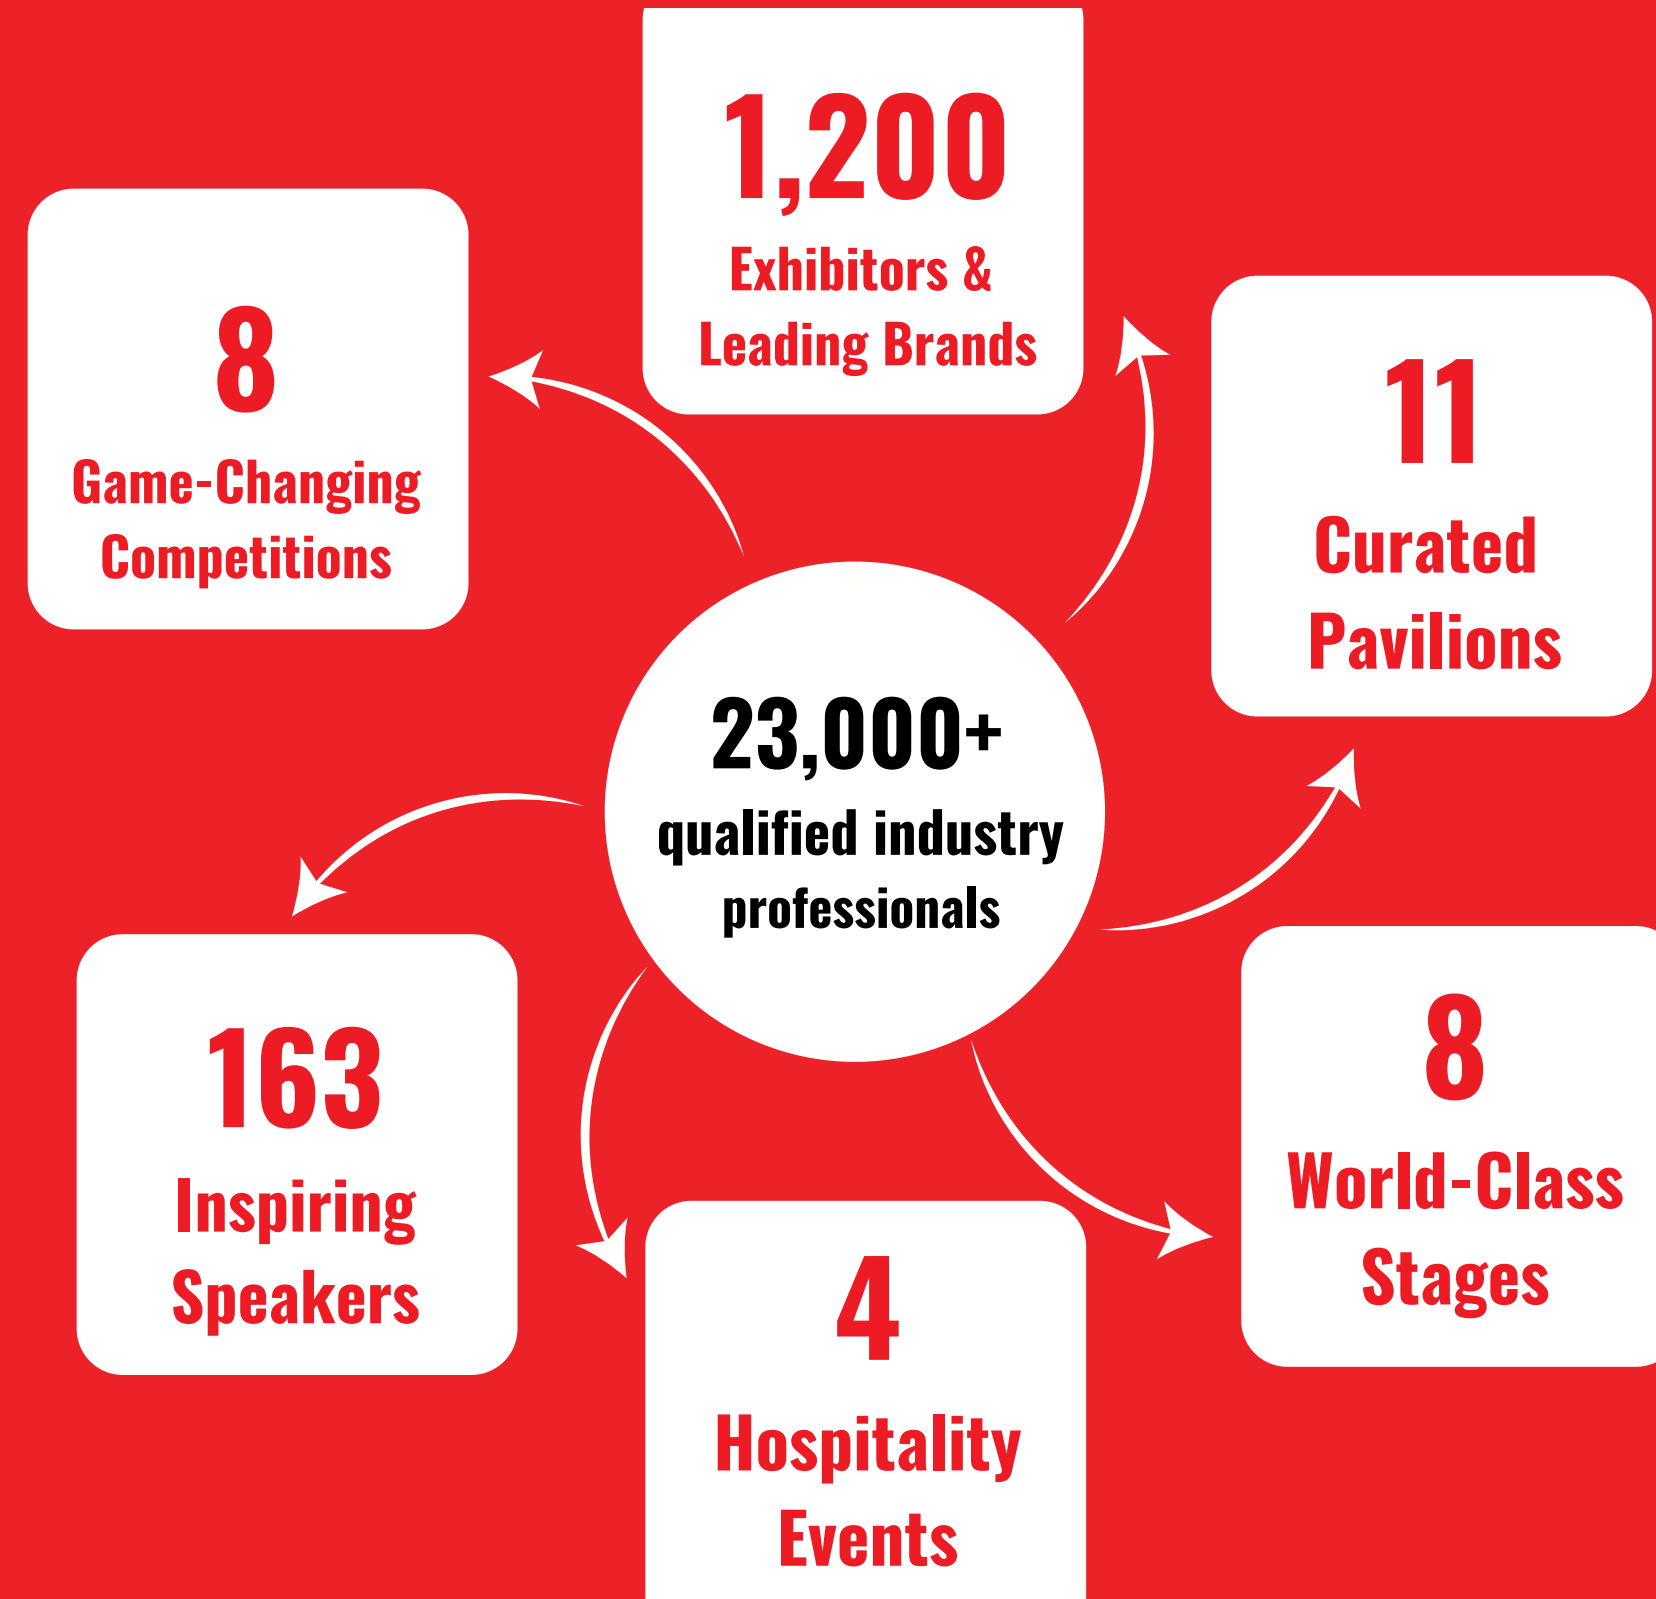 1,200
Exhibitors &
Leading Brands
8
Game-Changing
Competitions
11
Curated
Pavilions
23,000+
qualified industry
professionals
163
Inspiring
Speakers
8
World-Class
Stages
4
Hospitality
Events